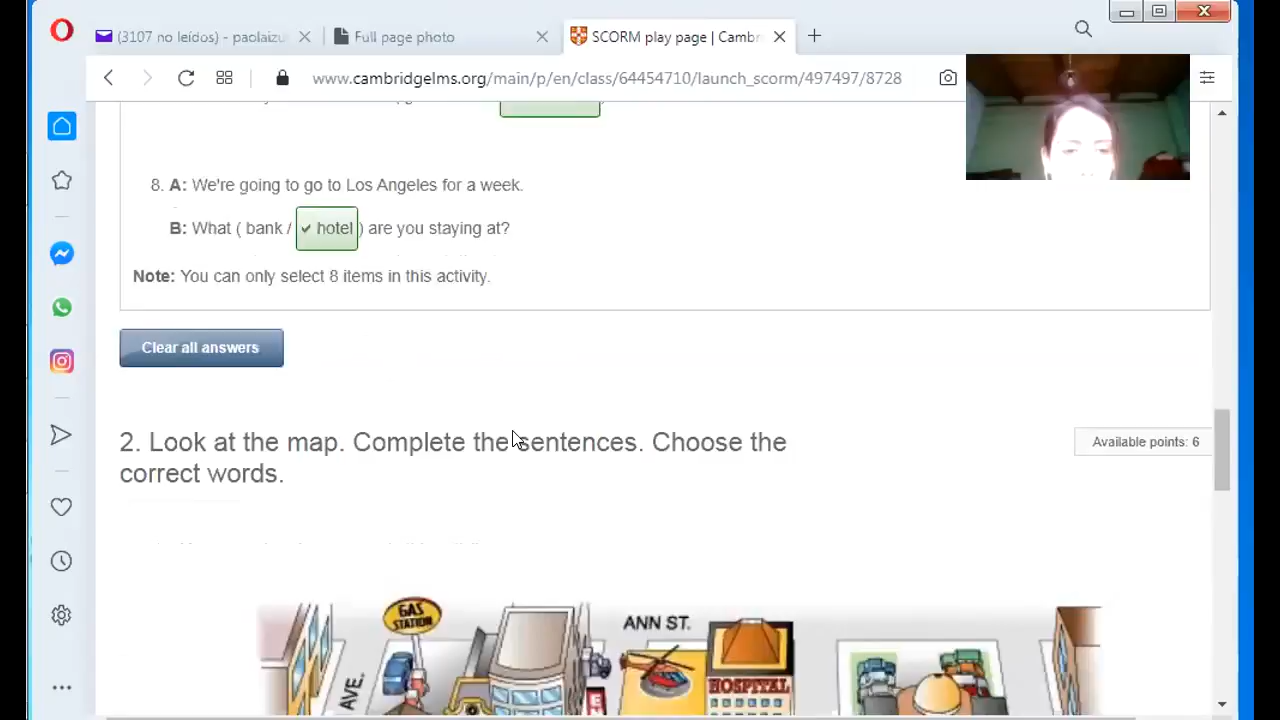 (3107 no leídos) - paolaizu
Full page photo
SCORM play page | Camb
www.cambridgelms.org/main/p/en/class/64454710/launch_scorm/497497/8728
8. A: We're going to go to Los Angeles for a week.
B: What ( bank / ✔ hotel ) are you staying at?
Note: You can only select 8 items in this activity.
Clear all answers
2. Look at the map. Complete the sentences. Choose the
correct words.
Available points: 6
GAS
STATION
ANN ST.
AVE.
HOSPITAL